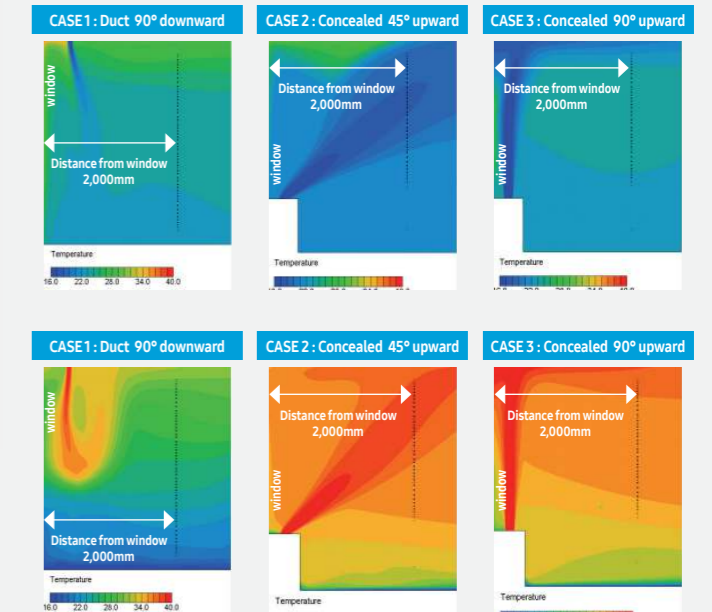 CASE 1 : Duct 90° downward
CASE 2 : Concealed 45° upward
CASE 3 : Concealed 90° upward
window
Distance from window
2,000mm
Temperature
16.0 22.0 28.0 34.0 40.0
window
Distance from window
2,000mm
Temperature
window
Distance from window
2,000mm
Temperature
CASE 1 : Duct 90° downward
CASE 2 : Concealed 45° upward
CASE 3 : Concealed 90° upward
window
Distance from window
2,000mm
Temperature
16.0 22.0 28.0 34.0 40.0
window
Distance from window
2,000mm
Temperature
window
Distance from window
2,000mm
Temperature